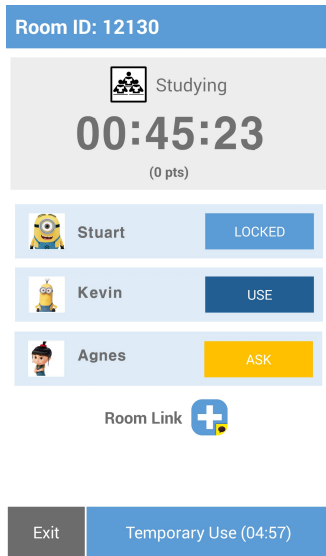 Room ID: 12130
Studying
00:45:23
(0 pts)
Stuart LOCKED
Kevin USE
Agnes ASK
Room Link
Exit Temporary Use (04:57)